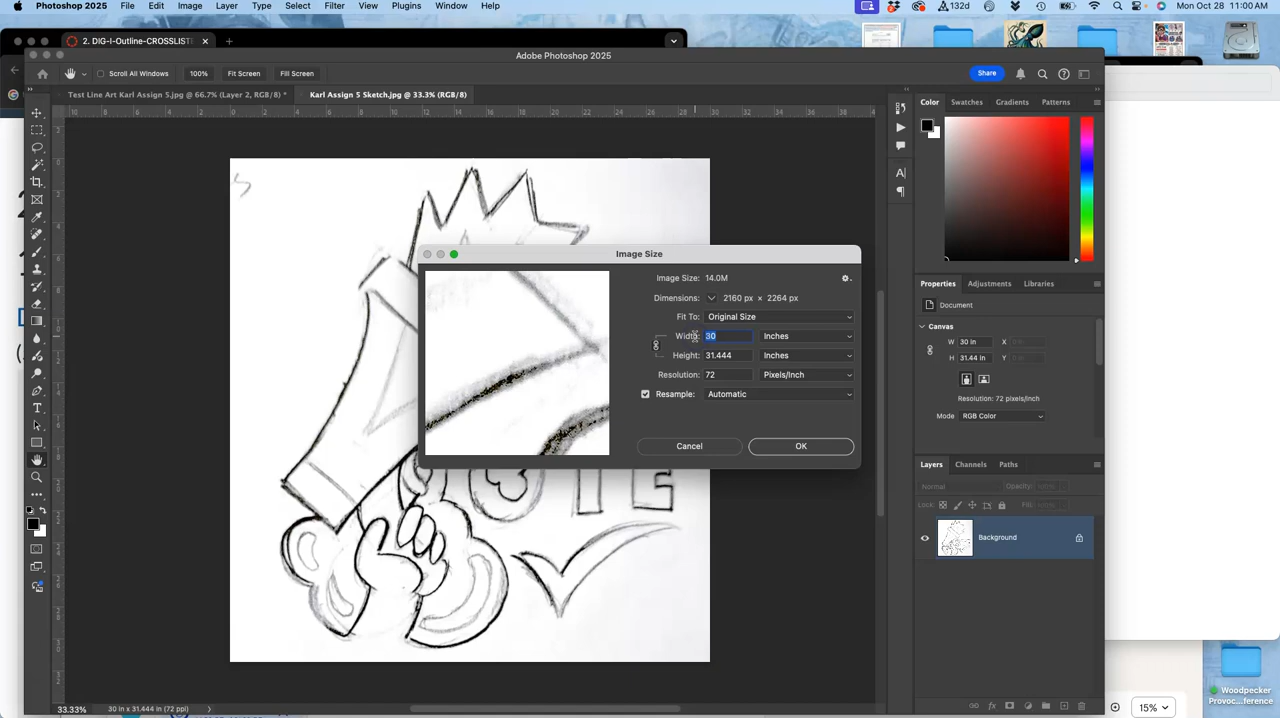 Photoshop 2025 File Edit Image Layer Type Select Filter View Plugins Window Help 132d Mon Oct 28 11:00 AM
2. DIG-I-Outline-CROSS
Adobe Photoshop 2025
Scroll All Windows 100% Fit Screen Fill Screen Share
Test Line Art Karl Assign 5.jpg @ 66.7% (Layer 2, RGB/8) * Karl Assign 5 Sketch.jpg @ 33.3% (RGB/8)
Color Swatches Gradients Patterns
Image Size
Image Size: 14.0M
Dimensions: 2160 px × 2264 px
Fit To: Original Size
Width: 30 Inches
Height: 31.444 Inches
Resolution: 72 Pixels/Inch
Resample: Automatic
Cancel OK
Properties Adjustments Libraries
Document
Canvas
W 30 in X
H 31.44 in Y
Resolution: 72 pixels/inch
Mode RGB Color
Layers Channels Paths
Normal Opacity:
Lock: Fill:
Background
33.33% 30 in x 31.444 in (72 ppi)
Woodpecker
Provoc...ference
15%